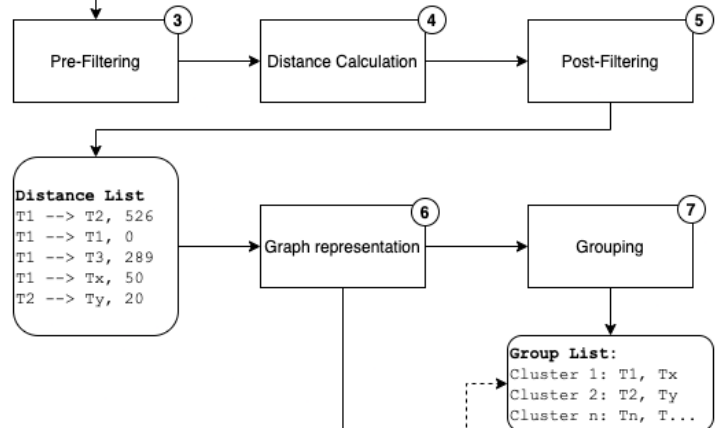 3
Pre-Filtering
4
Distance Calculation
5
Post-Filtering
Distance List
T1 --> T2, 526
T1 --> T1, 0
T1 --> T3, 289
T1 --> Tx, 50
T2 --> Ty, 20
6
Graph representation
7
Grouping
Group List:
Cluster 1: T1, Tx
Cluster 2: T2, Ty
Cluster n: Tn, T...